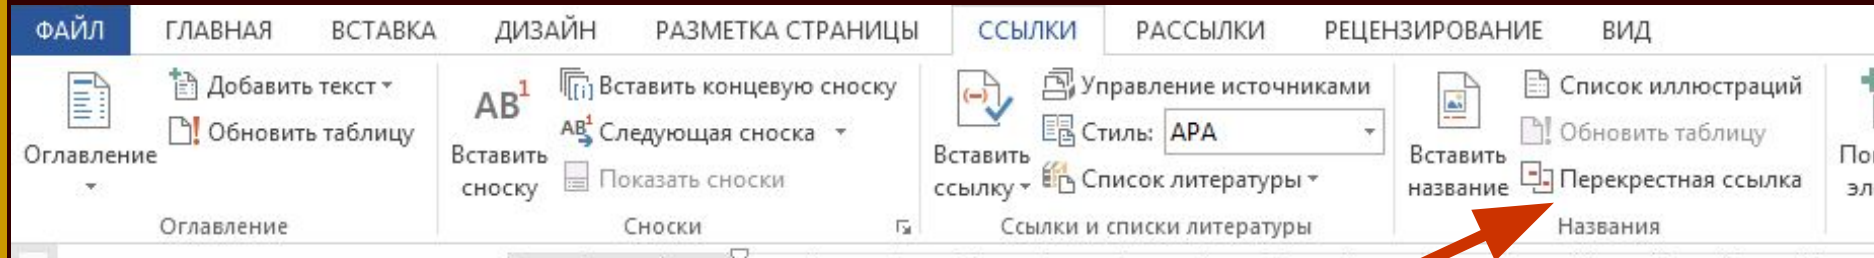 ФАЙЛ ГЛАВНАЯ ВСТАВКА ДИЗАЙН РАЗМЕТКА СТРАНИЦЫ ССЫЛКИ РАССЫЛКИ РЕЦЕНЗИРОВАНИЕ ВИД
Оглавление
Добавить текст
Обновить таблицу
Оглавление
AB1
Вставить
сноску
[i] Вставить концевую сноску
AB1 Следующая сноска
Показать сноски
Сноски
Вставить
ссылку
Управление источниками
Стиль: APA
Список литературы
Ссылки и списки литературы
Вставить
название
Список иллюстраций
Обновить таблицу
Перекрестная ссылка
Названия